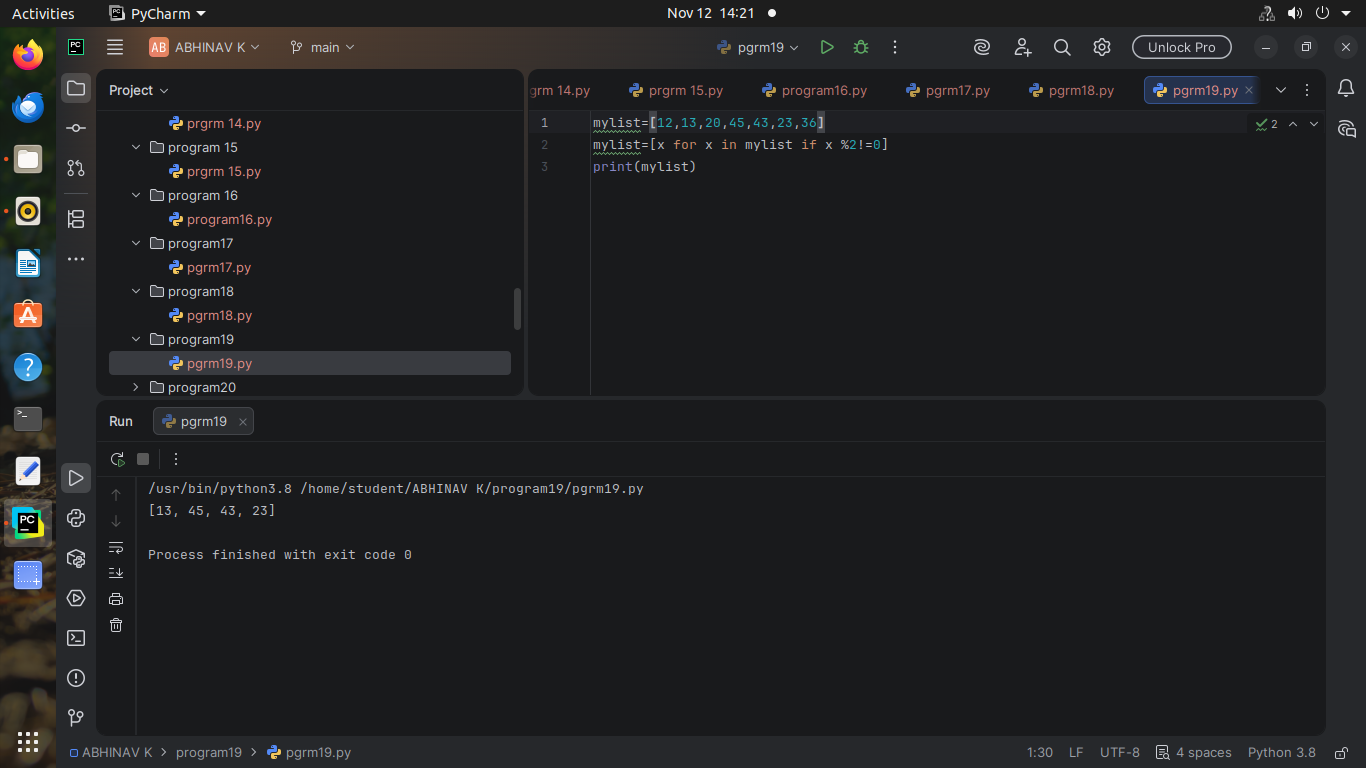 Activities PyCharm Nov 12 14:21
PC AB ABHINAV K main pgrm19 Unlock Pro
Project
prgrm 14.py
program 15
prgrm 15.py
program 16
program16.py
program17
pgrm17.py
program18
pgrm18.py
program19
pgrm19.py
program20
grm 14.py prgrm 15.py program16.py pgrm17.py pgrm18.py pgrm19.py
1 mylist=[12,13,20,45,43,23,36] 2
2 mylist=[x for x in mylist if x %2!=0]
3 print(mylist)
Run pgrm19
/usr/bin/python3.8 /home/student/ABHINAV K/program19/pgrm19.py
[13, 45, 43, 23]
Process finished with exit code 0
PC
ABHINAV K program19 pgrm19.py 1:30 LF UTF-8 4 spaces Python 3.8